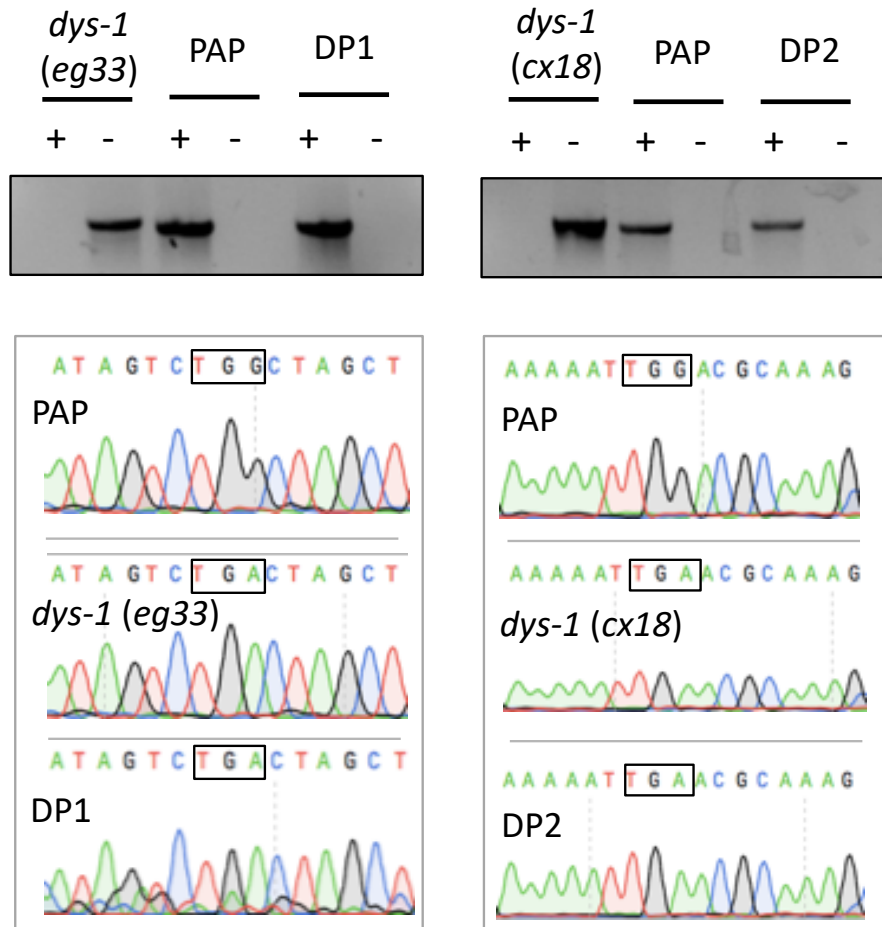 dys-1
(eg33)
PAP
DP1
+ - + - + -
dys-1
(cx18)
PAP
DP2
+ - + - + -
A T A G T C T G G C T A G C T
PAP
A T A G T C T G A C T A G C T
dys-1 (eg33)
A T A G T C T G A C T A G C T
DP1
A A A A A T T G G A C G C A A A G
PAP
A A A A A T T G A A C G C A A A G
dys-1 (cx18)
A A A A A T T G A A C G C A A A G
DP2